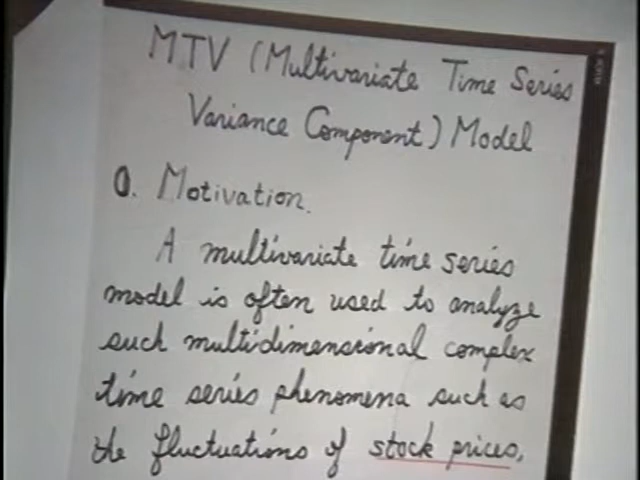 MTV (Multivariate Time Series
Variance Component) Model
0. Motivation.
A multivariate time series
model is often used to analyze
such multidimensional complex
time series phenomena such as
the fluctuations of stock prices,